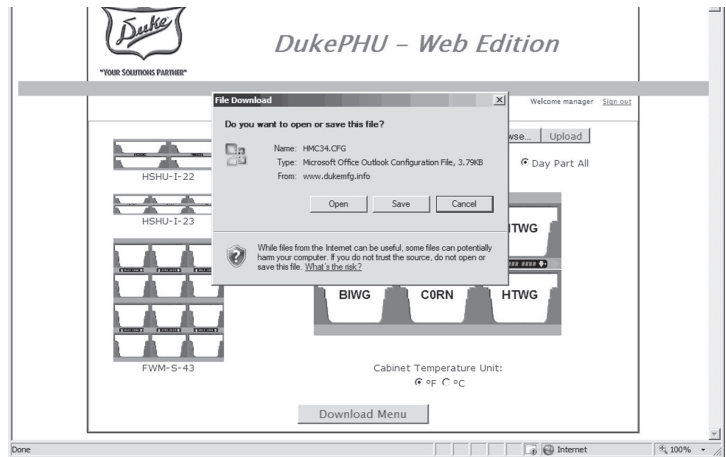 Duke
"YOUR SOLUTIONS PARTNER"
DukePHU – Web Edition
Welcome manager Sign out
File Download
Do you want to open or save this file?
Name: HMC34.CFG
Type: Microsoft Office Outlook Configuration File, 3.79KB
From: www.dukemfg.info
Open Save Cancel
While files from the Internet can be useful, some files can potentially
harm your computer. If you do not trust the source, do not open or
save this file. What's the risk?
wse... Upload
Day Part All
HSHU-I-22
HSHU-I-23
FWM-S-43
TWG
BIWG C0RN HTWG
Cabinet Temperature Unit:
ºF ºC
Download Menu
Done Internet 100%